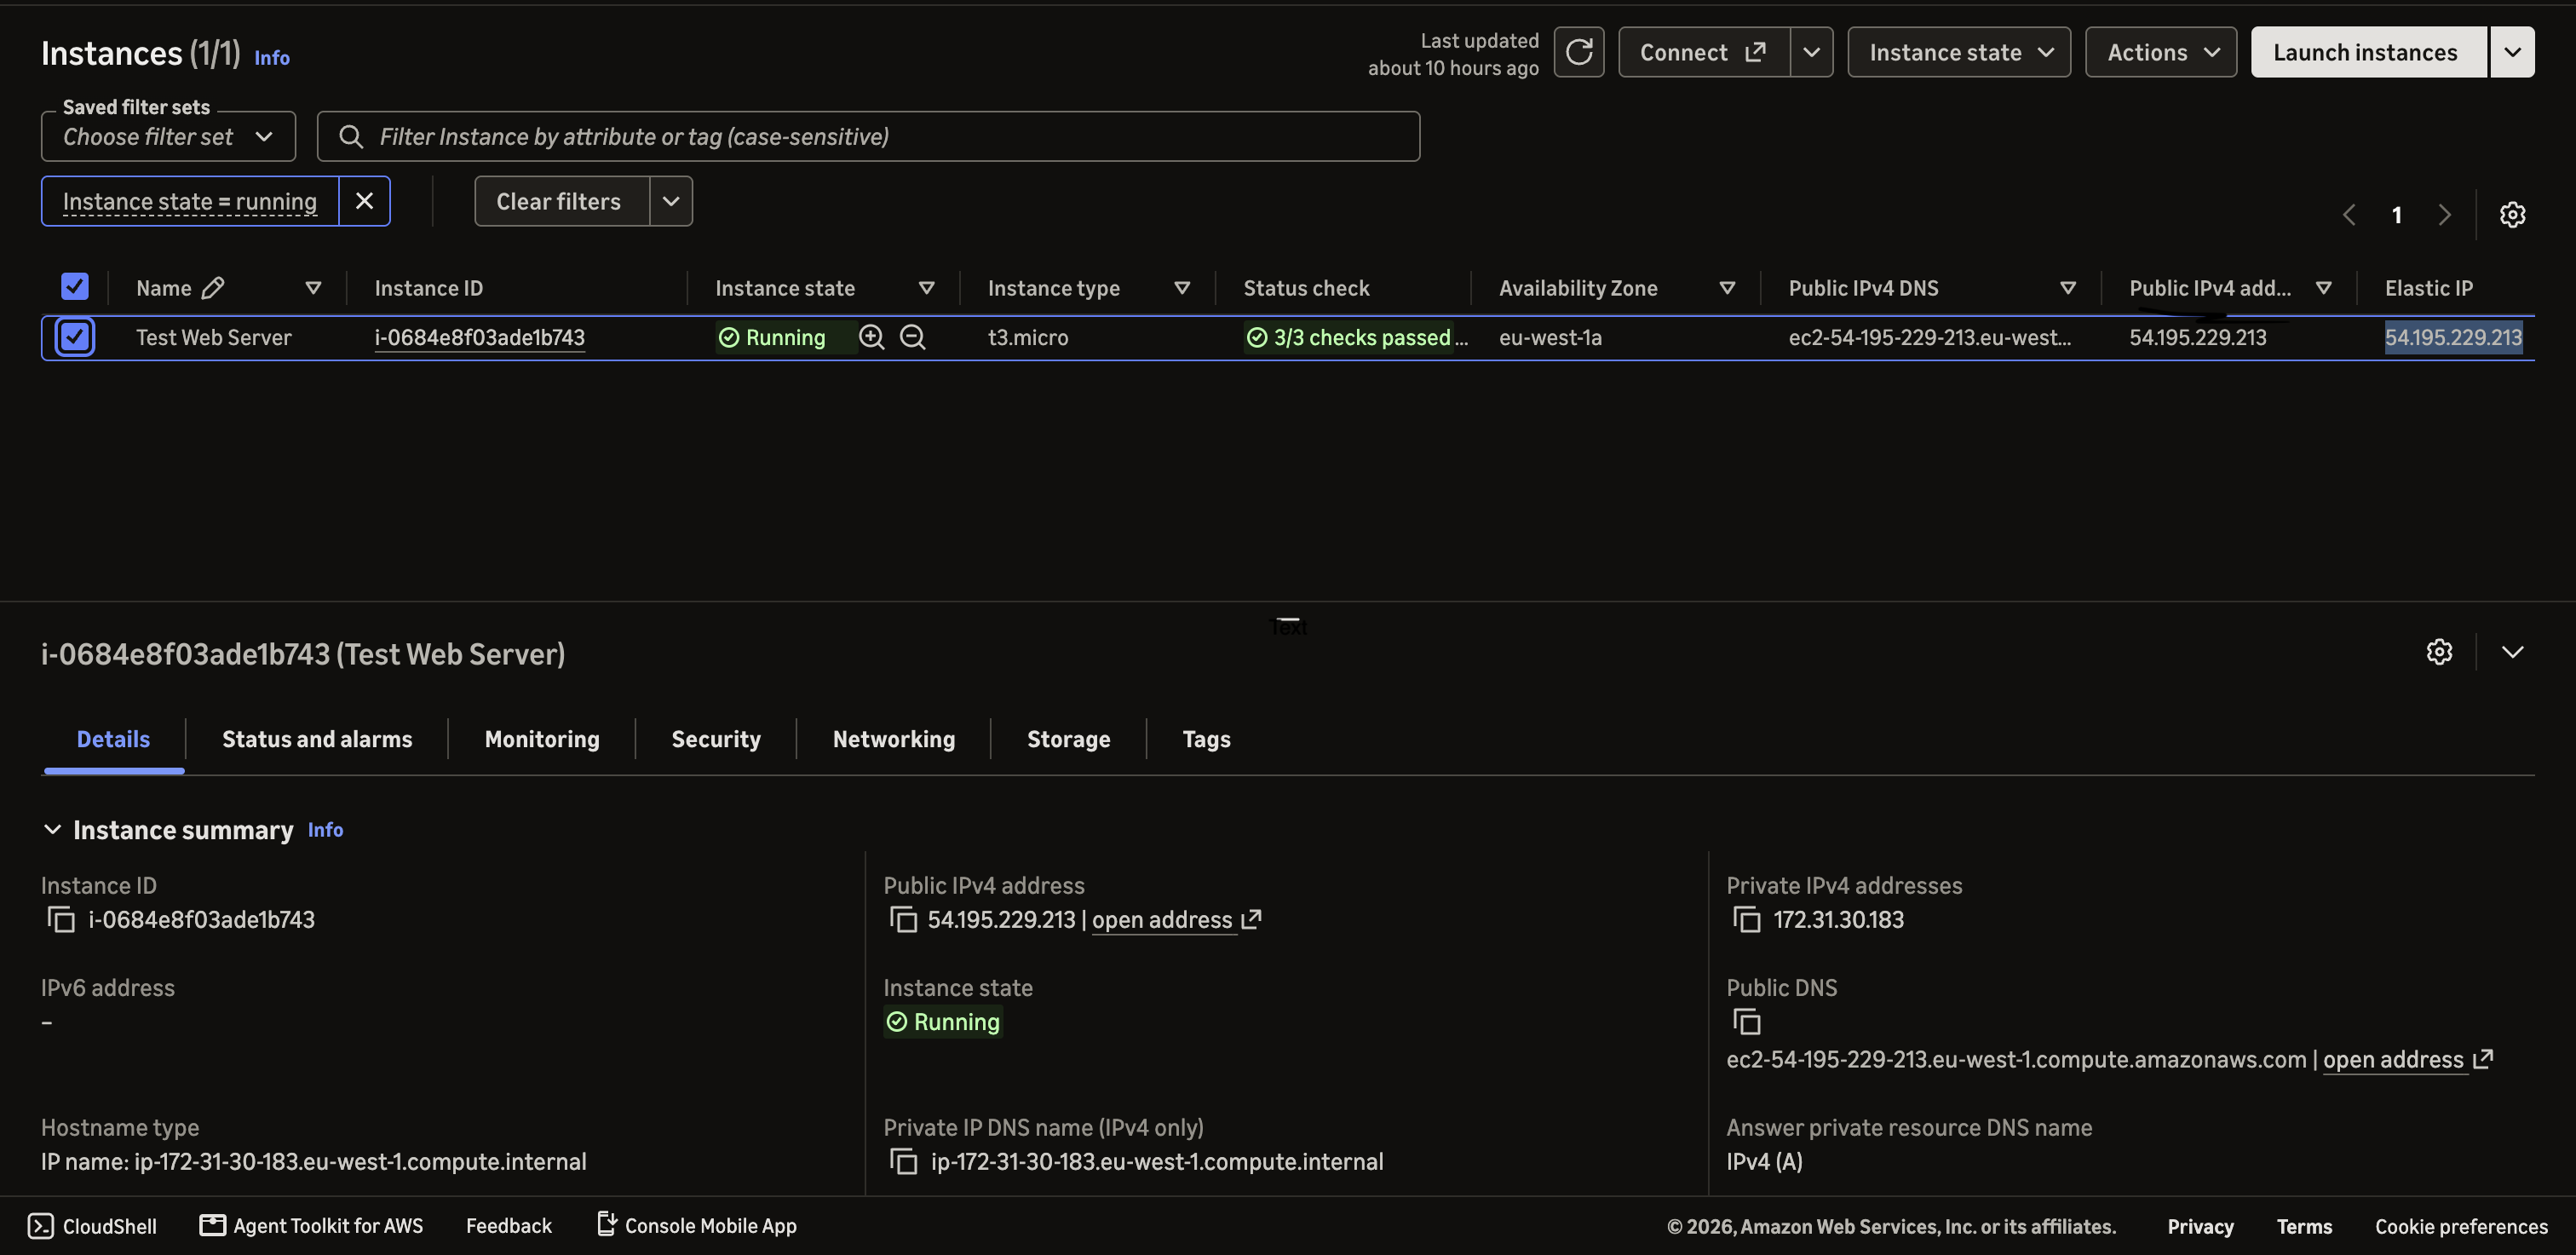 Instances (1/1) Info
Last updated
about 10 hours ago
Connect
Instance state
Actions
Launch instances
Saved filter sets
Choose filter set
Filter Instance by attribute or tag (case-sensitive)
Instance state = running
Clear filters
1
Name Instance ID Instance state Instance type Status check Availability Zone Public IPv4 DNS Public IPv4 add... Elastic IP
Test Web Server i-0684e8f03ade1b743 Running t3.micro 3/3 checks passed... eu-west-1a ec2-54-195-229-213.eu-west... 54.195.229.213 54.195.229.213
Text
i-0684e8f03ade1b743 (Test Web Server)
Details Status and alarms Monitoring Security Networking Storage Tags
Instance summary Info
Instance ID
i-0684e8f03ade1b743
Public IPv4 address
54.195.229.213 | open address
Private IPv4 addresses
172.31.30.183
IPv6 address
–
Instance state
Running
Public DNS
ec2-54-195-229-213.eu-west-1.compute.amazonaws.com | open address
Hostname type
IP name: ip-172-31-30-183.eu-west-1.compute.internal
Private IP DNS name (IPv4 only)
ip-172-31-30-183.eu-west-1.compute.internal
Answer private resource DNS name
IPv4 (A)
CloudShell Agent Toolkit for AWS Feedback Console Mobile App © 2026, Amazon Web Services, Inc. or its affiliates. Privacy Terms Cookie preferences